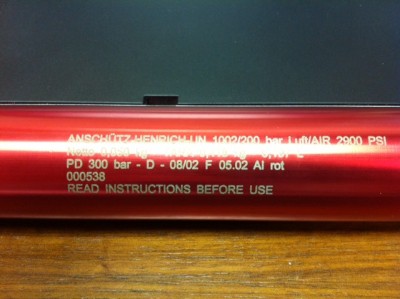 ANSCHÜTZ-HENRICH-LIN 1002/200 bar Luft/AIR 2900 PSI
PD 300 bar - D - 08/02 F 05.02 Al rot
000538
READ INSTRUCTIONS BEFORE USE